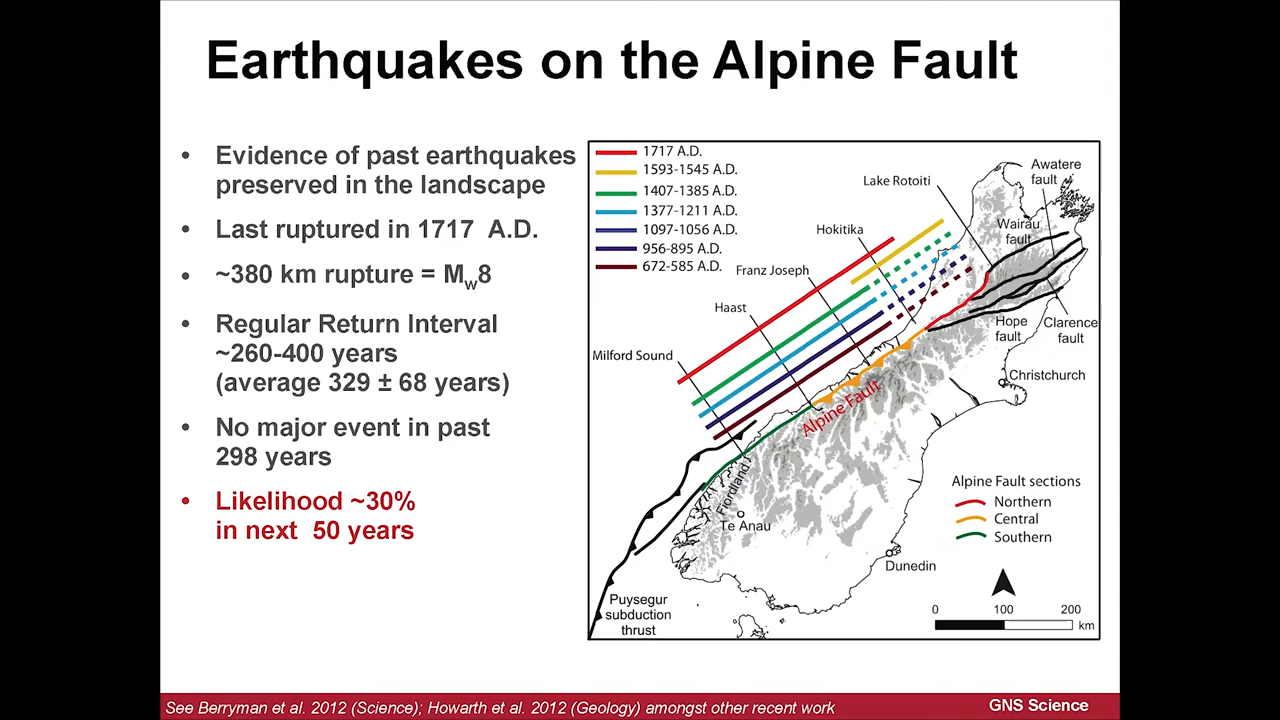 Earthquakes on the Alpine Fault
• Evidence of past earthquakes
preserved in the landscape
• Last ruptured in 1717 A.D.
• ~380 km rupture = Mw8
• Regular Return Interval
~260-400 years
(average 329 ± 68 years)
• No major event in past
298 years
• Likelihood ~30%
in next 50 years
1717 A.D.
1593-1545 A.D.
1407-1385 A.D.
1377-1211 A.D.
1097-1056 A.D.
956-895 A.D.
672-585 A.D.
Awatere
fault
Lake Rotoiti
Wairau
fault
Hokitika
Franz Joseph
Haast
Milford Sound
Hope
fault
Clarence
fault
Christchurch
Alpine Fault
Fiordland
Te Anau
Dunedin
Puysegur
subduction
thrust
Alpine Fault sections
Northern
Central
Southern
0 100 200
km
See Berryman et al. 2012 (Science); Howarth et al. 2012 (Geology) amongst other recent work
GNS Science